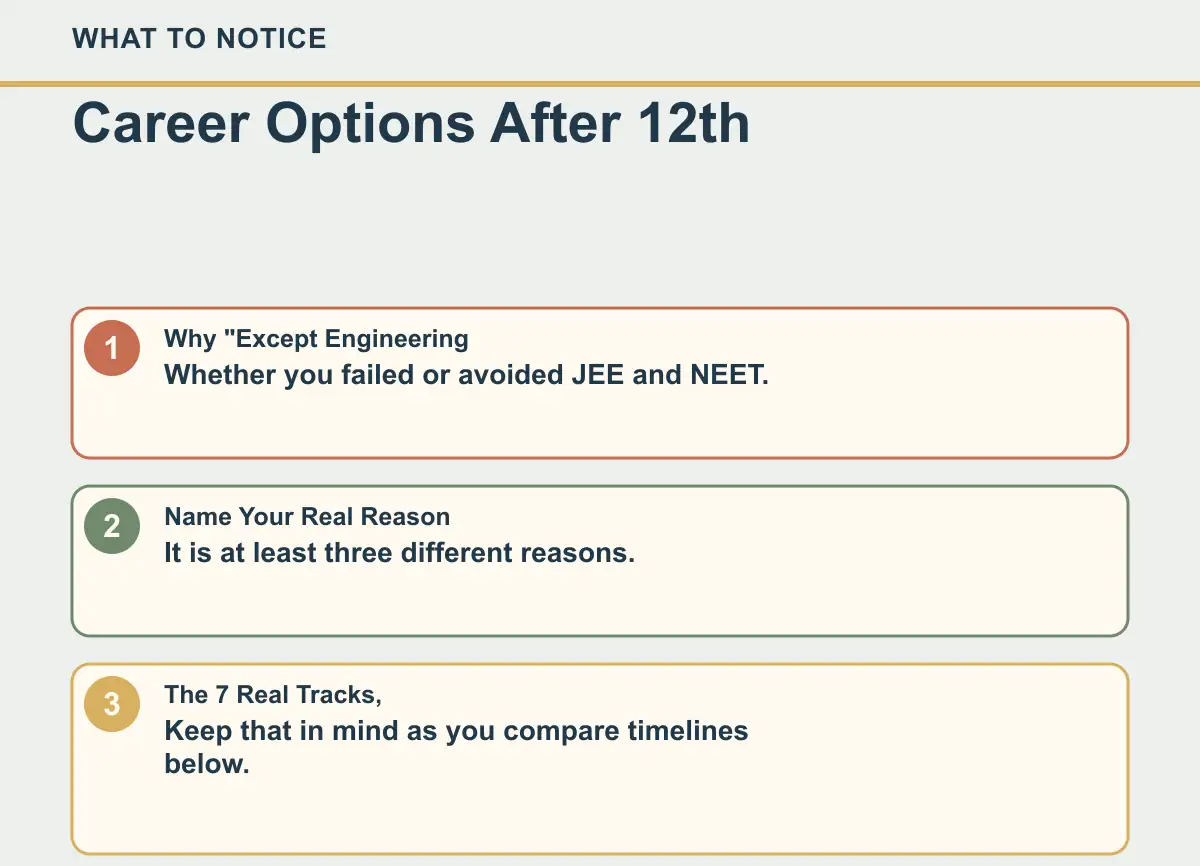 WHAT TO NOTICE
Career Options After 12th
1
Why "Except Engineering
Whether you failed or avoided JEE and NEET.
2
Name Your Real Reason
It is at least three different reasons.
3
The 7 Real Tracks,
Keep that in mind as you compare timelines
below.